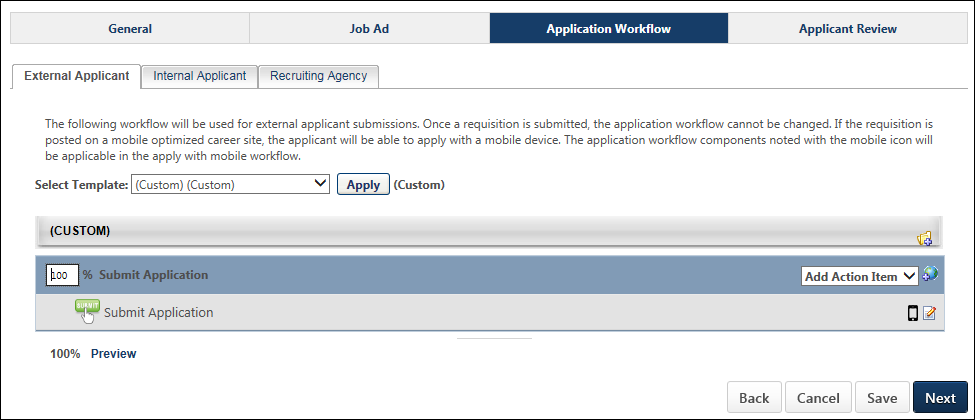 General Job Ad Application Workflow Applicant Review
External Applicant Internal Applicant Recruiting Agency
The following workflow will be used for external applicant submissions. Once a requisition is submitted, the application workflow cannot be changed. If the requisition is
posted on a mobile optimized career site, the applicant will be able to apply with a mobile device. The application workflow components noted with the mobile icon will
be applicable in the apply with mobile workflow.
Select Template: (Custom) (Custom) Apply (Custom)
(CUSTOM)
100 % Submit Application Add Action Item
SUBMIT Submit Application
100% Preview
Back Cancel Save Next